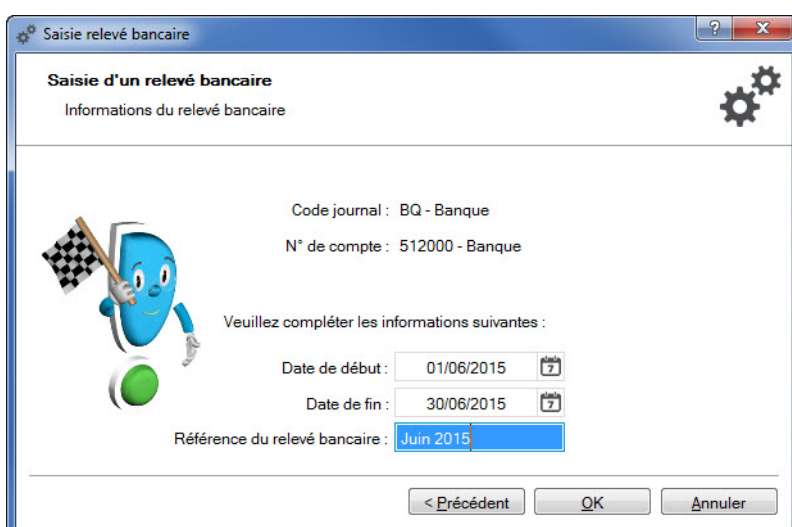 Saisie relevé bancaire
Saisie d'un relevé bancaire
Informations du relevé bancaire
Code journal : BQ - Banque
N° de compte : 512000 - Banque
Veuillez compléter les informations suivantes :
Date de début : 01/06/2015 7
Date de fin : 30/06/2015 7
Référence du relevé bancaire : Juin 2015
< Précédent OK Annuler